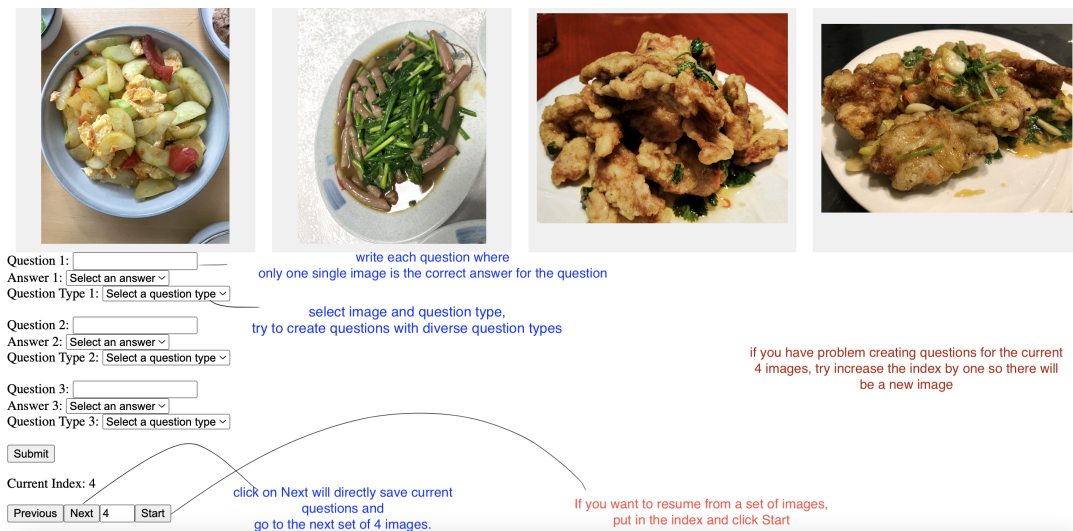 Question 1:
write each question where
only one single image is the correct answer for the question
Answer 1: Select an answer
Question Type 1: Select a question type
select image and question type,
try to create questions with diverse question types
Question 2:
Answer 2: Select an answer
Question Type 2: Select a question type
if you have problem creating questions for the current
4 images, try increase the index by one so there will
be a new image
Question 3:
Answer 3: Select an answer
Question Type 3: Select a question type
Submit
Current Index: 4
click on Next will directly save current
questions and
go to the next set of 4 images.
If you want to resume from a set of images,
put in the index and click Start
Previous Next 4 Start